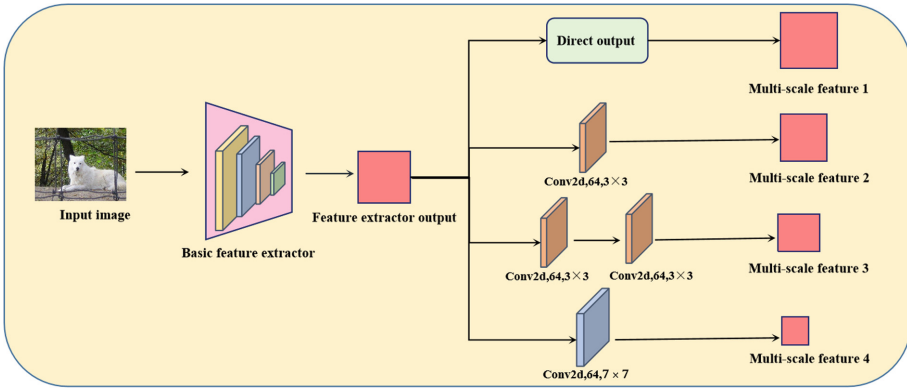 Direct output
Multi-scale feature 1
Conv2d,64,3×3
Multi-scale feature 2
Input image
Basic feature extractor
Feature extractor output
Conv2d,64,3×3
Conv2d,64,3×3
Multi-scale feature 3
Conv2d,64,7 × 7
Multi-scale feature 4